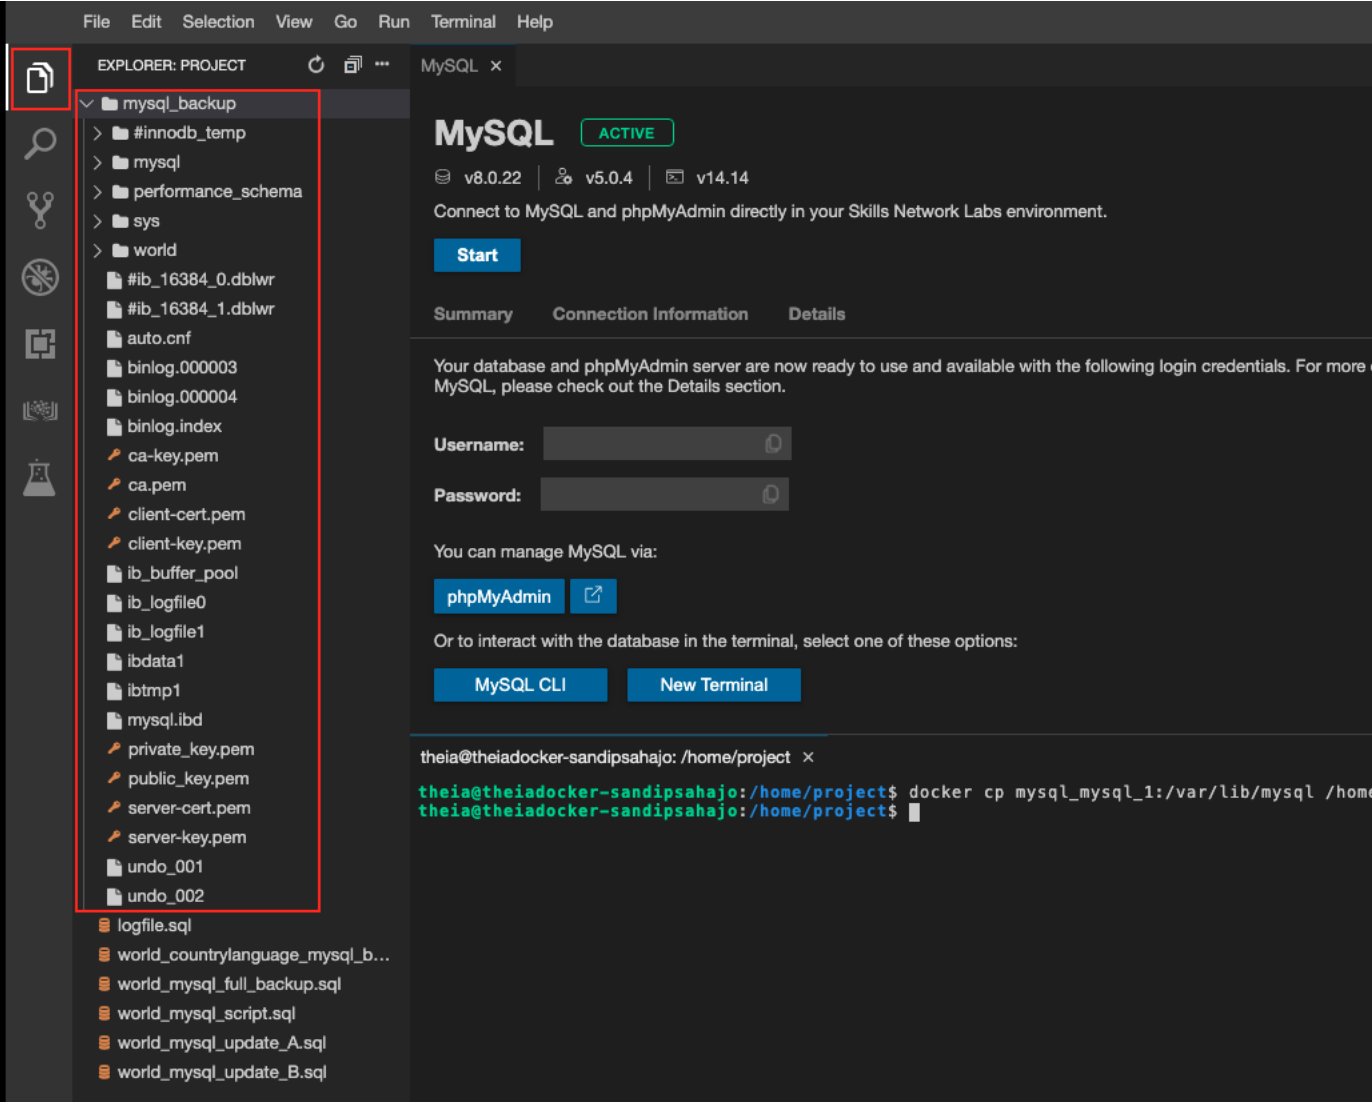 File Edit Selection View Go Run Terminal Help
EXPLORER: PROJECT
mysql_backup
#innodb_temp
mysql
performance_schema
sys
world
#ib_16384_0.dblwr
#ib_16384_1.dblwr
auto.cnf
binlog.000003
binlog.000004
binlog.index
ca-key.pem
ca.pem
client-cert.pem
client-key.pem
ib_buffer_pool
ib_logfile0
ib_logfile1
ibdata1
ibtmp1
mysql.ibd
private_key.pem
public_key.pem
server-cert.pem
server-key.pem
undo_001
undo_002
logfile.sql
world_countrylanguage_mysql_b...
world_mysql_full_backup.sql
world_mysql_script.sql
world_mysql_update_A.sql
world_mysql_update_B.sql
MySQL
MySQL ACTIVE
v8.0.22 v5.0.4 v14.14
Connect to MySQL and phpMyAdmin directly in your Skills Network Labs environment.
Start
Summary Connection Information Details
Your database and phpMyAdmin server are now ready to use and available with the following login credentials. For more
MySQL, please check out the Details section.
Username:
Password:
You can manage MySQL via:
phpMyAdmin
Or to interact with the database in the terminal, select one of these options:
MySQL CLI New Terminal
theia@theiadocker-sandipsahajo: /home/project
theia@theiadocker-sandipsahajo:/home/project$ docker cp mysql_mysql_1:/var/lib/mysql /home
theia@theiadocker-sandipsahajo:/home/project$